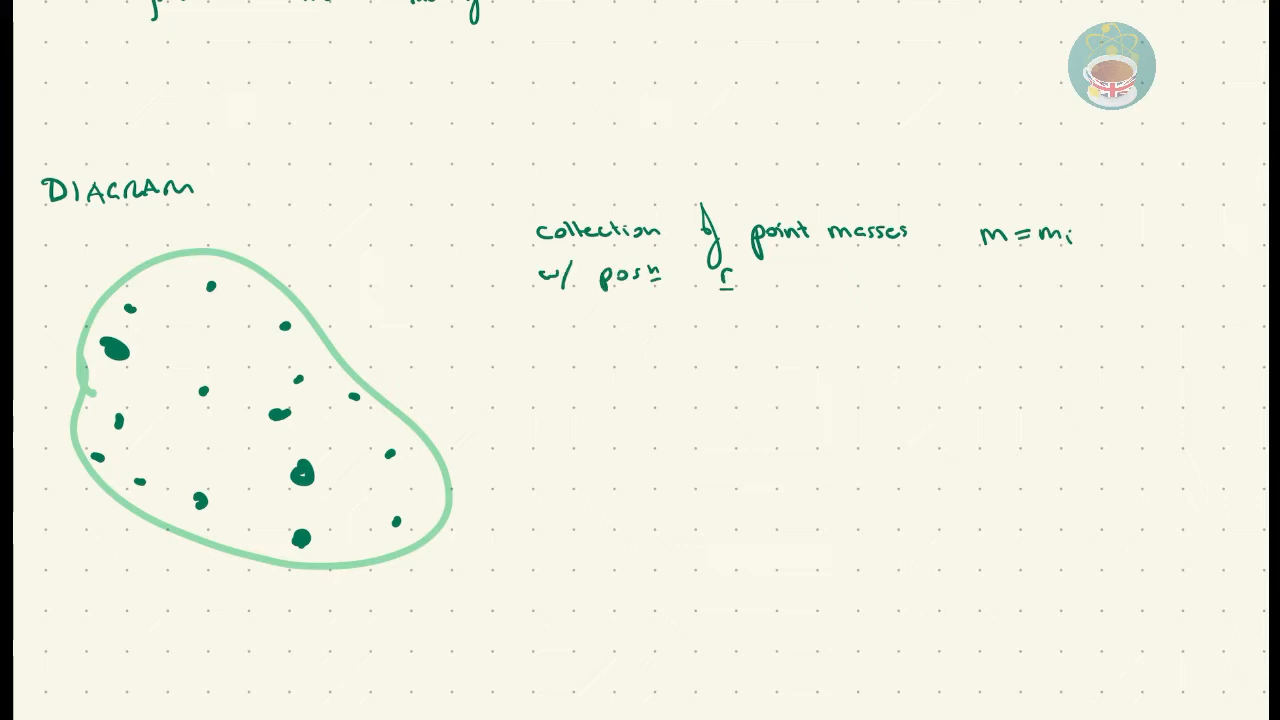 DIAGRAM
collection of point masses m = mᵢ
w/ posn r